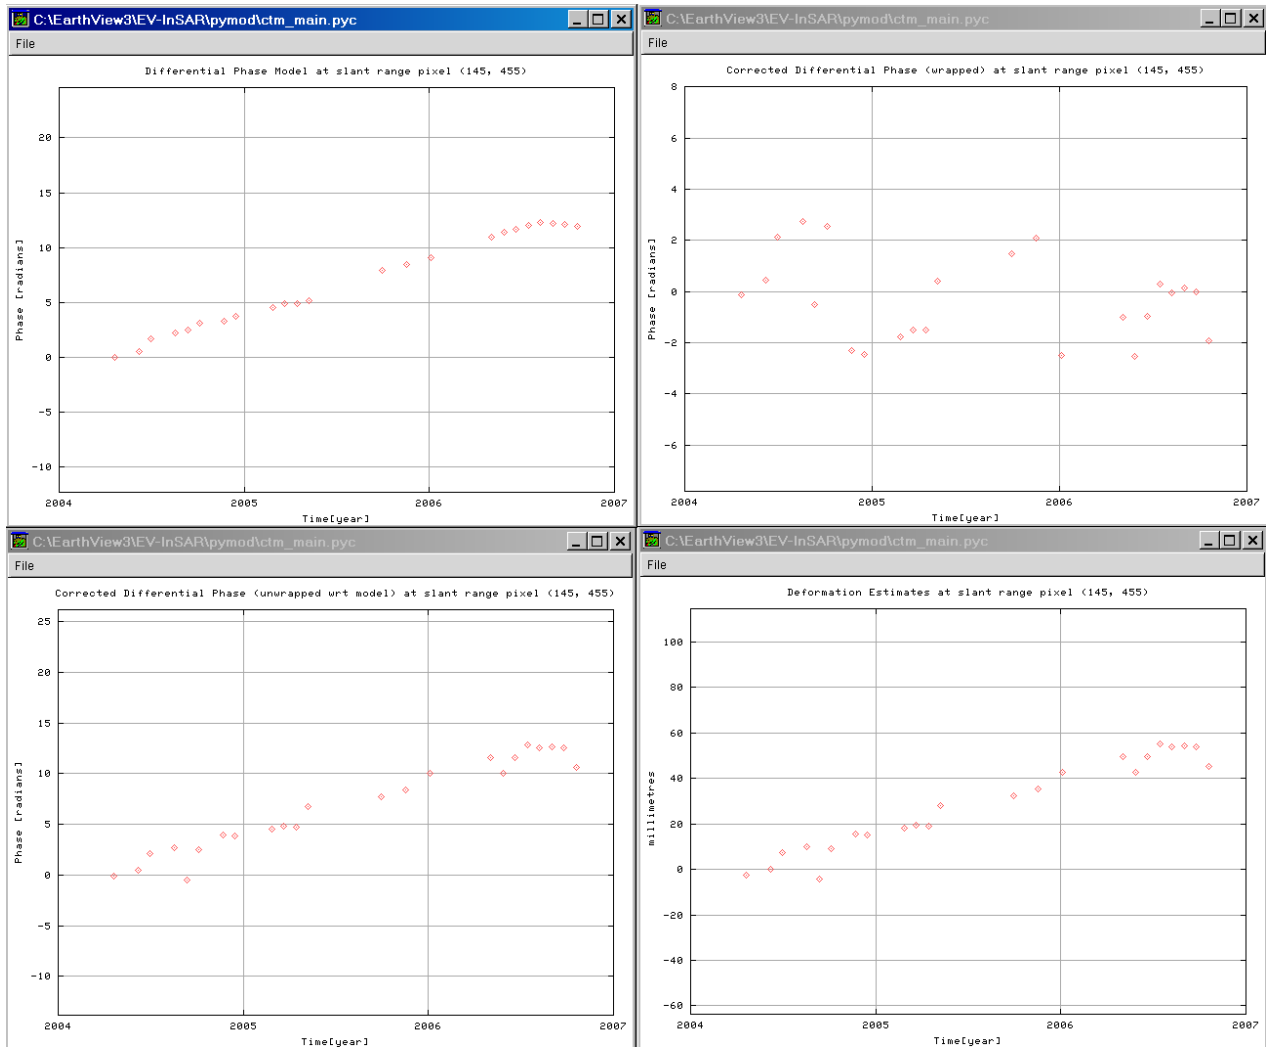 C:\EarthView3\EV-InSAR\pymod\ctm_main.pyc
File
Differential Phase Model at slant range pixel (145, 455)
20
15
10
5
0
-5
-10
Phase [radians]
2004 2005 2006 2007
Time[year]
C:\EarthView3\EV-InSAR\pymod\ctm_main.pyc
File
Corrected Differential Phase (wrapped) at slant range pixel (145, 455)
8
6
4
2
0
-2
-4
-6
Phase [radians]
2004 2005 2006 2007
Time[year]
C:\EarthView3\EV-InSAR\pymod\ctm_main.pyc
File
Corrected Differential Phase (unwrapped wrt model) at slant range pixel (145, 455)
25
20
15
10
5
0
-5
-10
Phase [radians]
2004 2005 2006 2007
Time[year]
C:\EarthView3\EV-InSAR\pymod\ctm_main.pyc
File
Deformation Estimates at slant range pixel (145, 455)
100
80
60
40
20
0
-20
-40
-60
millimetres
2004 2005 2006 2007
Time[year]